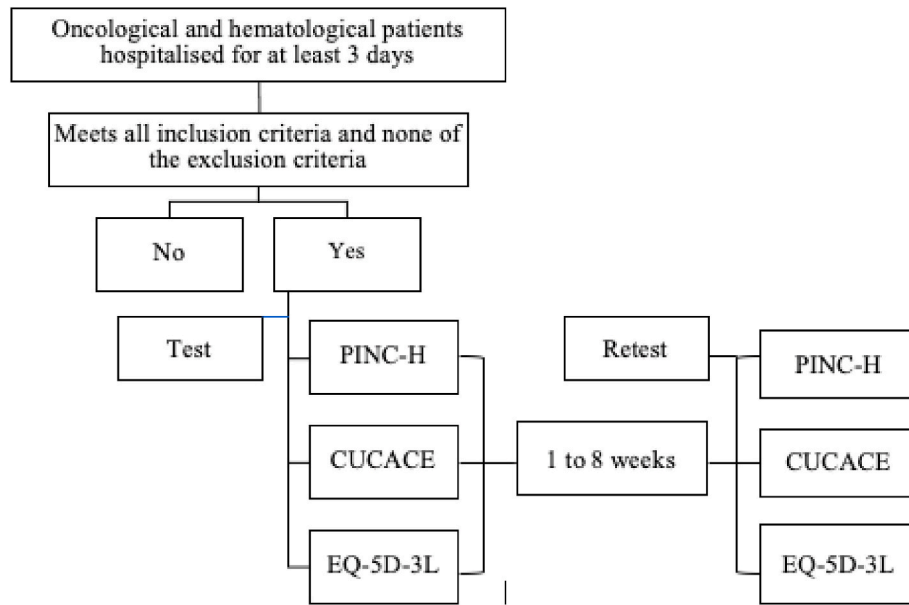 Oncological and hematological patients
hospitalised for at least 3 days
Meets all inclusion criteria and none of
the exclusion criteria
No
Yes
Test
PINC-H
CUCACE
EQ-5D-3L
1 to 8 weeks
Retest
PINC-H
CUCACE
EQ-5D-3L